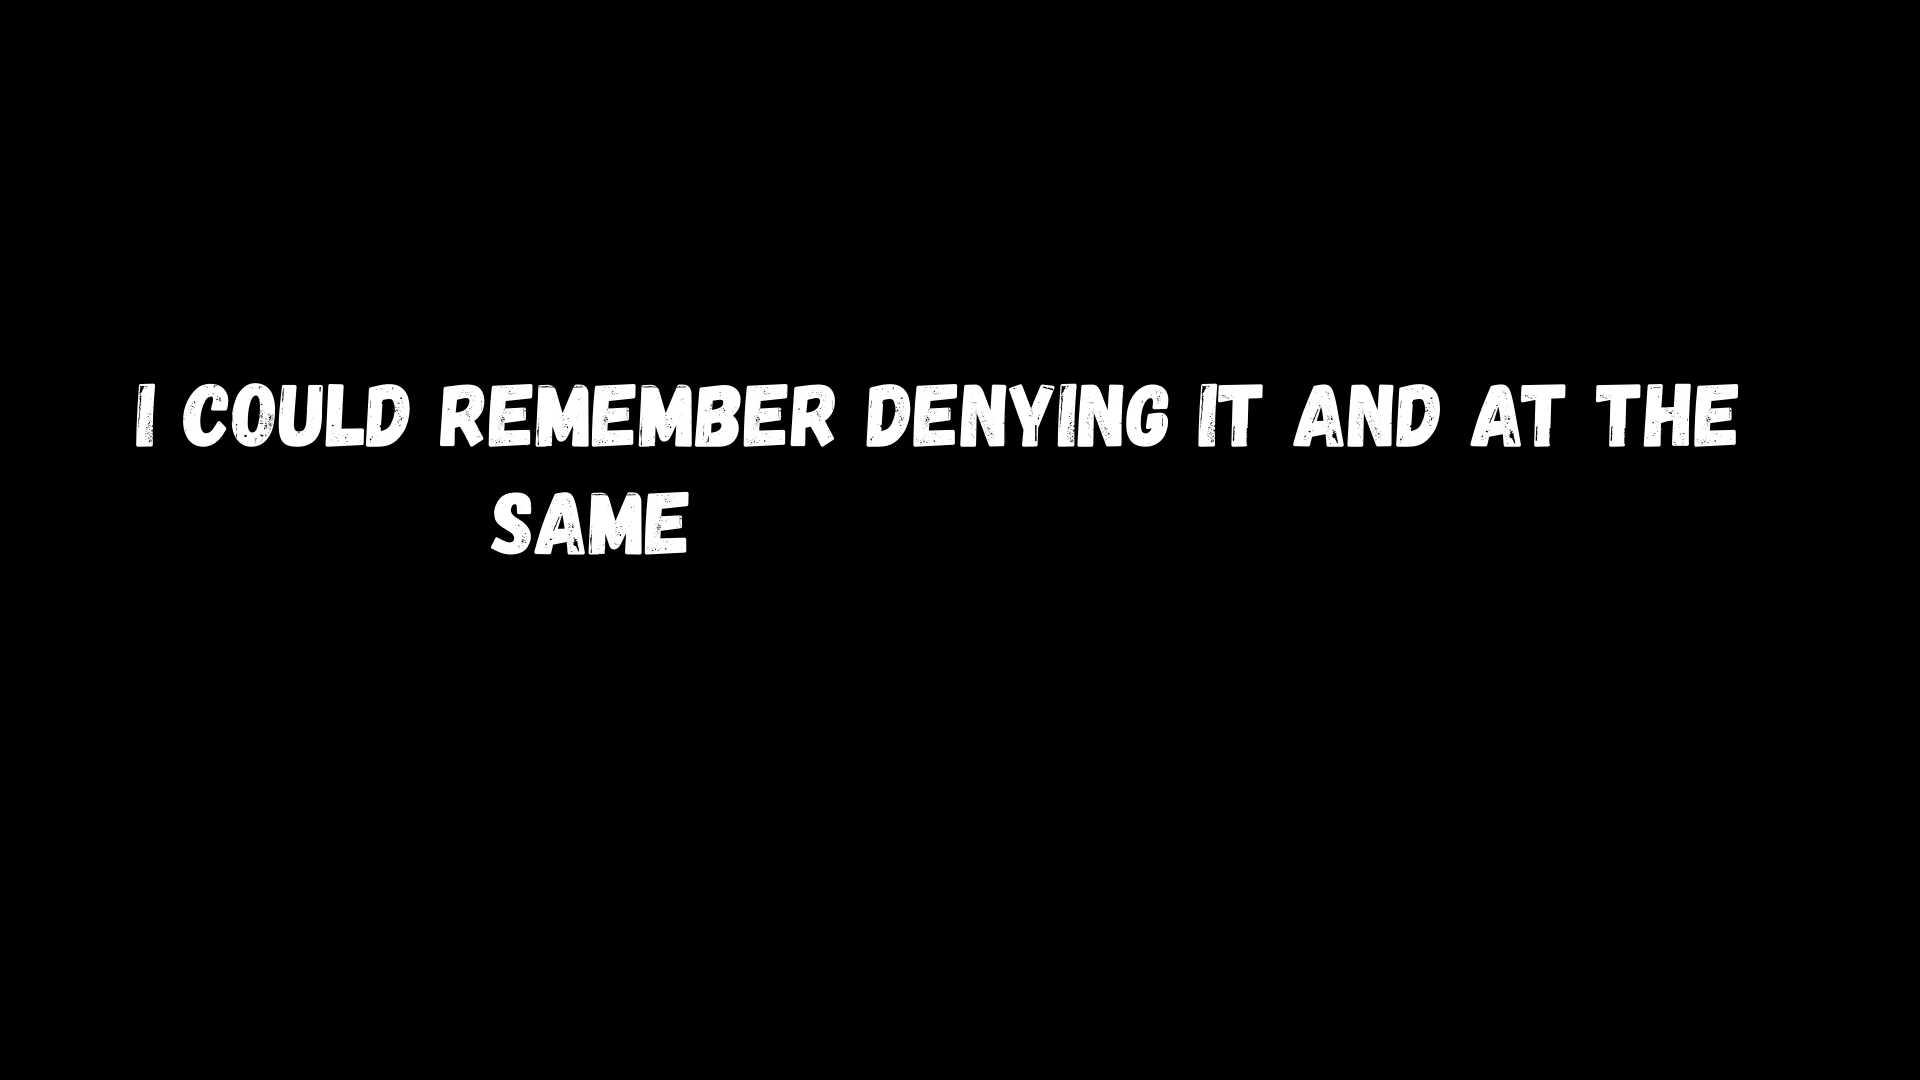 I COULD REMEMBER DENYING IT AND AT THE
SAME